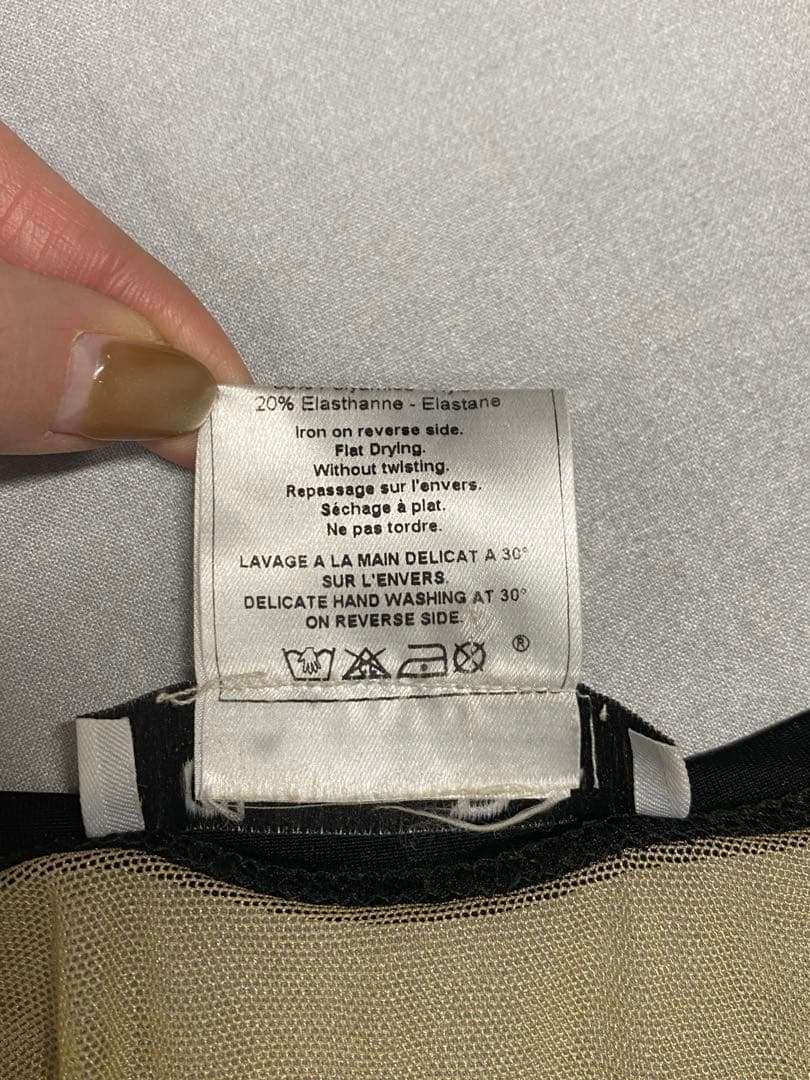 20% Elasthanne - Elastane
Iron on reverse side.
Flat Drying.
Without twisting.
Repassage sur l'envers.
Séchage à plat.
Ne pas tordre.
LAVAGE A LA MAIN DELICAT A 30°
SUR L'ENVERS.
DELICATE HAND WASHING AT 30°
ON REVERSE SIDE.
®